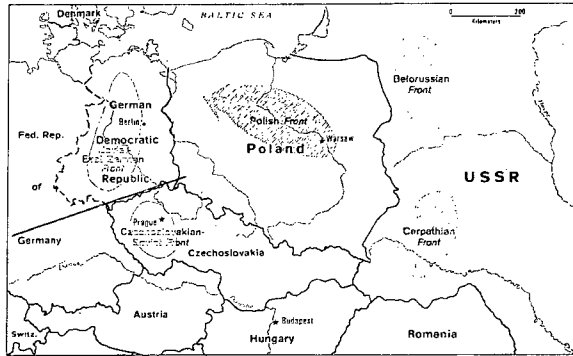 Denmark
BALTIC SEA
0 200
Kilometers
Belorussian
Front
German
Berlin
Fed. Rep.
Polish Front
Warsaw
Democratic
Poland
Front
Republic
USSR
of
Prague
Carpathian
Front
Germany
Front
Czechoslovakia
Austria
Budapest
Switz.
Hungary
Romania